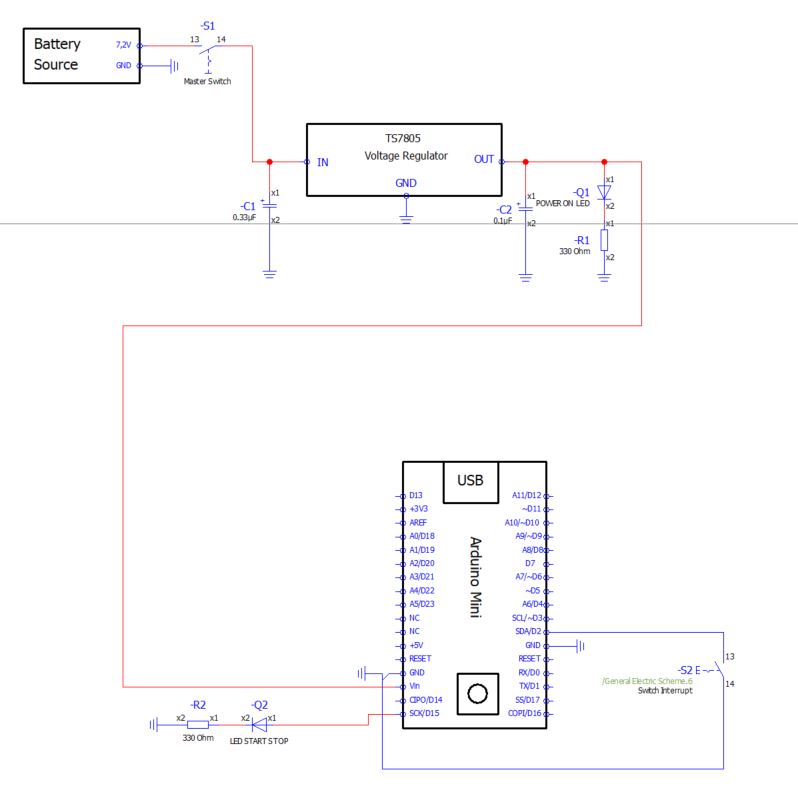 -S1
Battery
Source
7,2V
GND
13 14
Master Switch
TS7805
Voltage Regulator
IN
OUT
GND
-C1
0.33µF
+
x1
x2
-C2
0.1µF
+
x1
x2
-Q1
POWER ON LED
x1
x2
-R1
330 Ohm
x1
x2
USB
Arduino Mini
D13
+3V3
AREF
A0/D18
A1/D19
A2/D20
A3/D21
A4/D22
A5/D23
NC
NC
+5V
RESET
GND
Vin
CIPO/D14
SCK/D15
A11/D12
~D11
A10/~D10
A9/~D9
A8/D8
D7
A7/~D6
~D5
A6/D4
SCL/~D3
SDA/D2
GND
RESET
RX/D0
TX/D1
SS/D17
COPI/D16
13
-S2
/General Electric Scheme.6
Switch Interrupt
14
-R2
x2 x1
330 Ohm
-Q2
x2 x1
LED START STOP